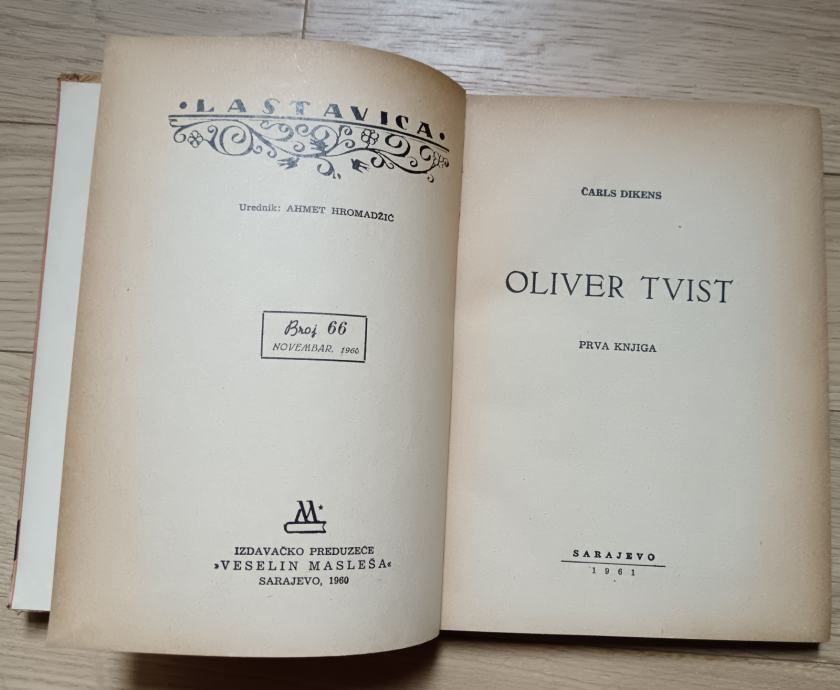 • LASTAVICA •
Urednik: AHMET HROMADŽIĆ
Broj 66
NOVEMBAR, 1960
M
IZDAVAČKO PREDUZEĆE
»VESELIN MASLEŠA«
SARAJEVO, 1960
ČARLS DIKENS
OLIVER TVIST
PRVA KNJIGA
SARAJEVO
1961